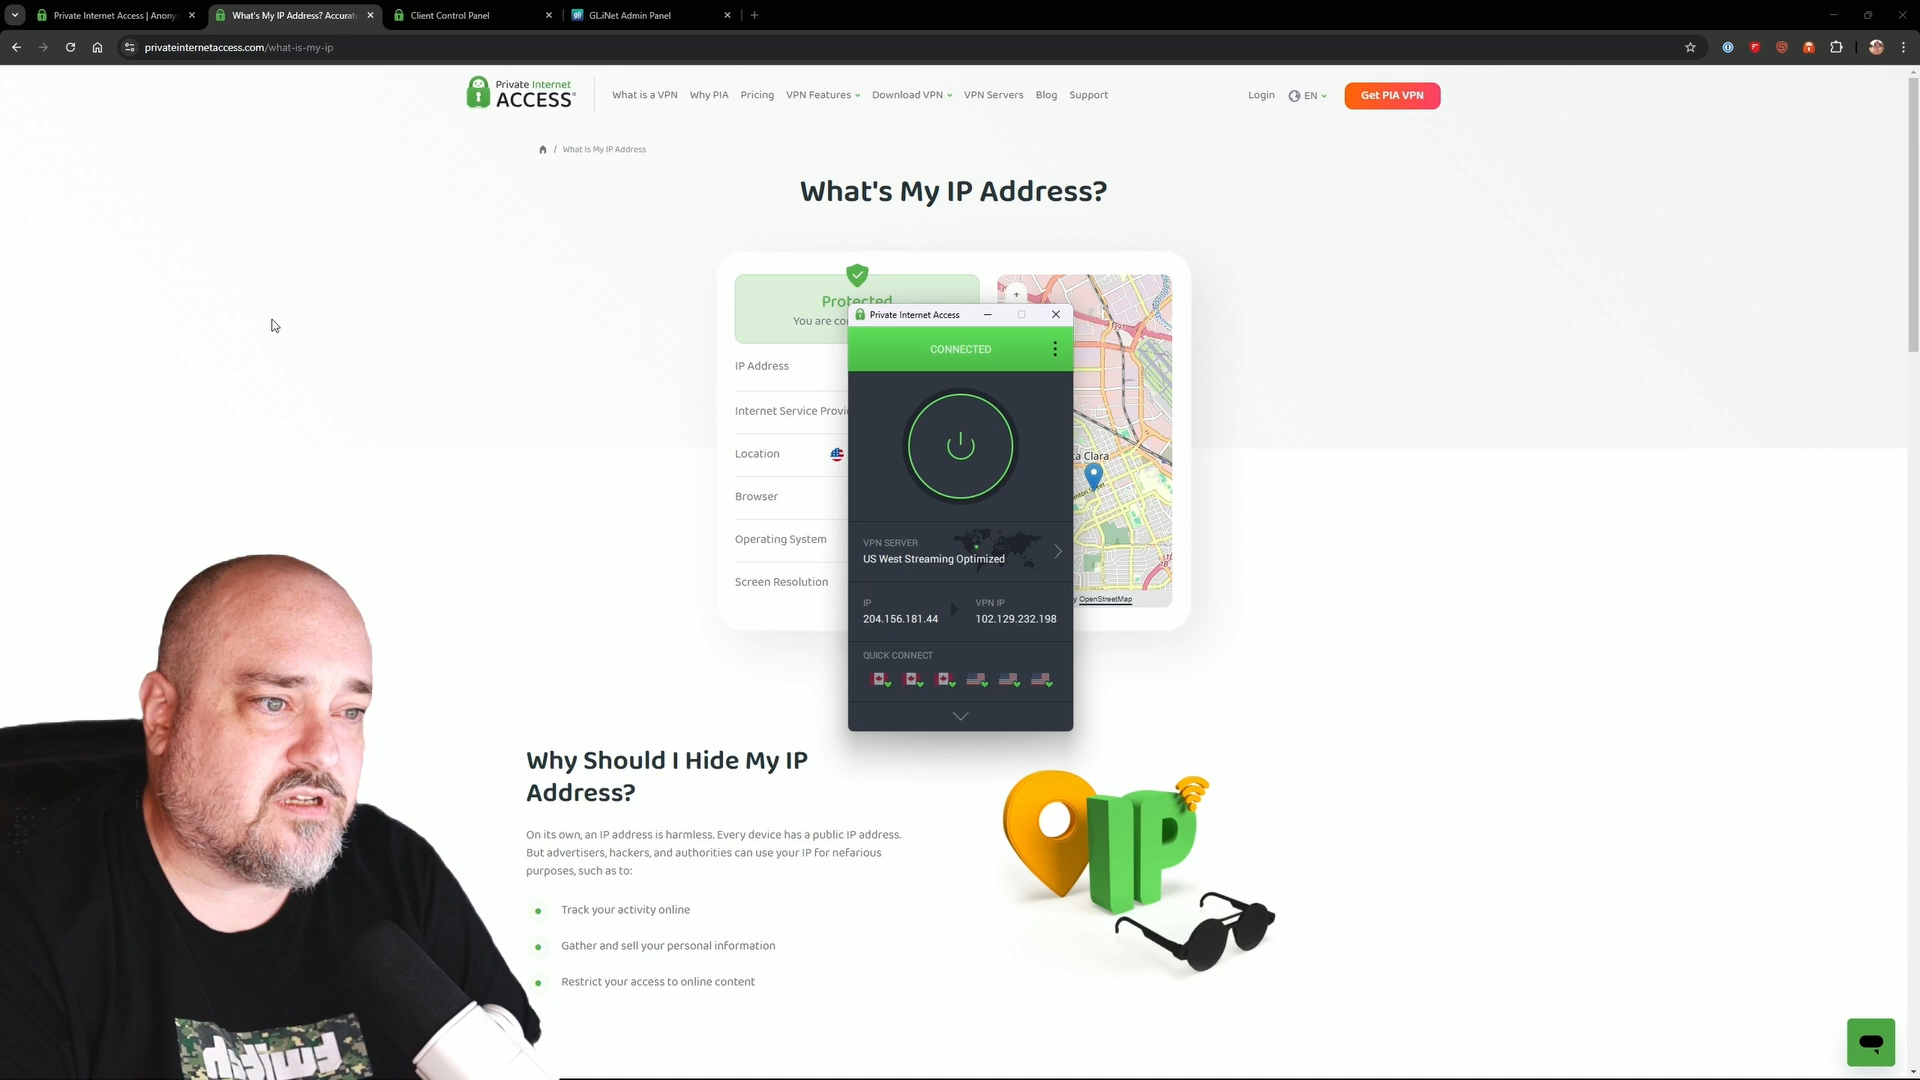 Private Internet Access | Anony
What's My IP Address? Accurat
Client Control Panel
GLiNet Admin Panel
privateinternetaccess.com/what-is-my-ip
Private Internet
ACCESS
What is a VPN
Why PIA
Pricing
VPN Features
Download VPN
VPN Servers
Blog
Support
Login
EN
Get PIA VPN
/ What Is My IP Address
What's My IP Address?
Protected
You are co
IP Address
Internet Service Provi
Location
Browser
Operating System
Screen Resolution
+
ta Clara
OpenStreetMap
Private Internet Access
CONNECTED
VPN SERVER
US West Streaming Optimized
IP
204.156.181.44
VPN IP
102.129.232.198
QUICK CONNECT
Why Should I Hide My IP
Address?
On its own, an IP address is harmless. Every device has a public IP address.
But advertisers, hackers, and authorities can use your IP for nefarious
purposes, such as to:
Track your activity online
Gather and sell your personal information
Restrict your access to online content
IP